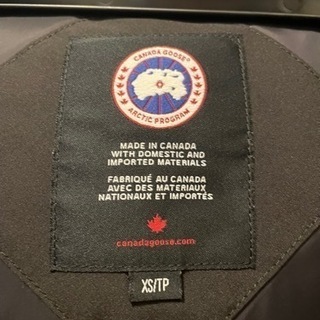 CANADA GOOSE®
ARCTIC PROGRAM
MADE IN CANADA
WITH DOMESTIC AND
IMPORTED MATERIALS
FABRIQUÉ AU CANADA
AVEC DES MATERIAUX
NATIONAUX ET IMPORTÉS
canadagoose.com
XS/TP